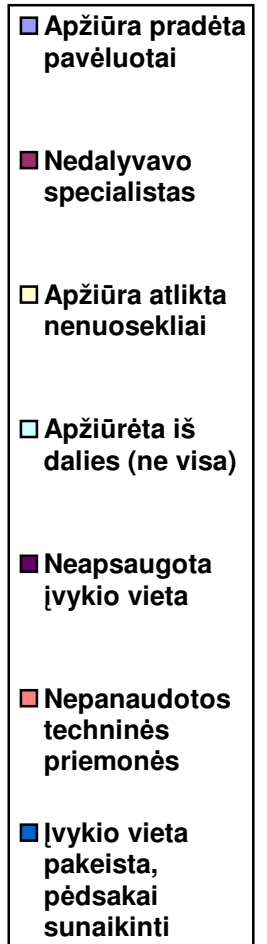 Apžiūra pradėta
pavėluotai
Nedalyvavo
specialistas
Apžiūra atlikta
nenuosekliai
Apžiūrėta iš
dalies (ne visa)
Neapsaugota
įvykio vieta
Nepanaudotos
techninės
priemonės
Įvykio vieta
pakeista,
pėdsakai
sunaikinti